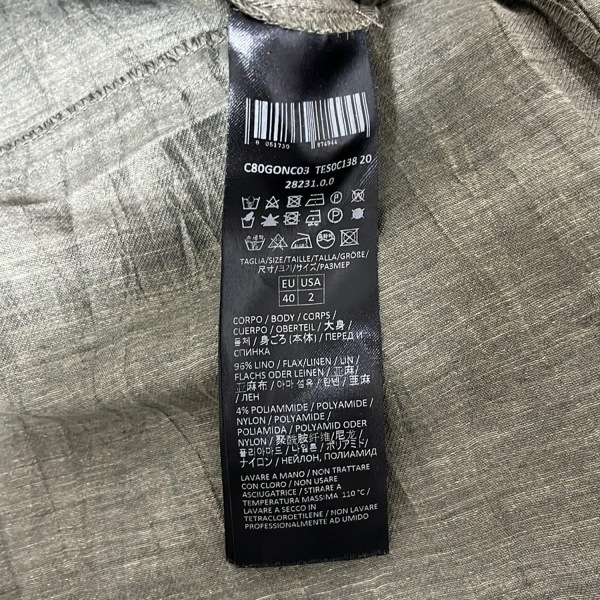 C80GONC03 TES0C138 20
28231.0.0
TAGLIA/SIZE/TAILLE/TALLA/GRÖßE/
尺寸/크기/サイズ/РАЗМЕР
EU USA
40 2
CORPO / BODY / CORPS /
CUERPO / OBERTEIL / 大身/
동체 / 身ごろ (本体) / ПЕРЕД И
СПИНКА
96% LINO / FLAX/LINEN / LIN /
FLACHS ODER LEINEN / 亚麻/
亚麻布 / 아마 섬유 / 린넨 / 亜麻
/ ЛЕН
4% POLIAMMIDE / POLYAMIDE /
NYLON / POLYAMIDE /
POLIAMIDA / POLYAMID ODER
NYLON / 聚酰胺纤维/尼龙/
폴리아마드 / 나일론 / ポリアミド/
ナイロン / НЕЙЛОН, ПОЛИАМИД
LAVARE A MANO / NON TRATTARE
CON CLORO / NON USARE
ASCIUGATRICE / STIRARE A
TEMPERATURA MASSIMA 110 °C /
LAVARE A SECCO IN
TETRACLOROETILENE / NON LAVARE
PROFESSIONALMENTE AD UMIDO